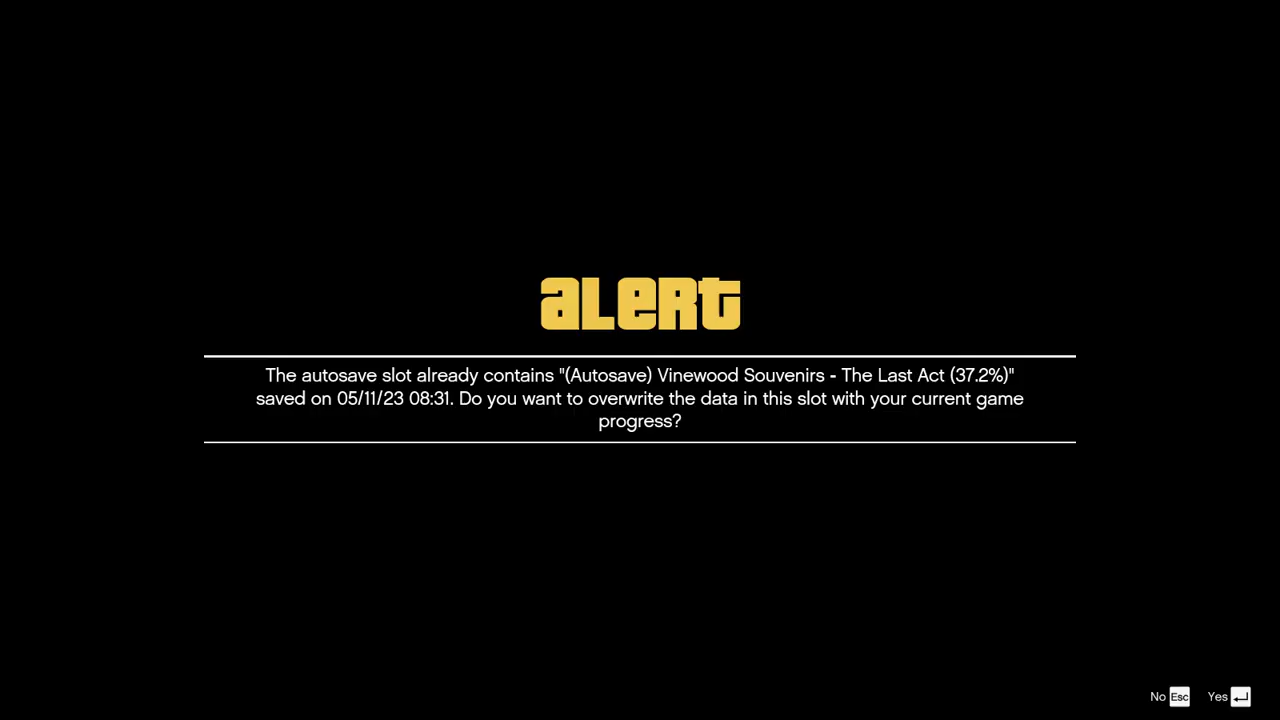 aLeRt
The autosave slot already contains "(Autosave) Vinewood Souvenirs - The Last Act (37.2%)"
saved on 05/11/23 08:31. Do you want to overwrite the data in this slot with your current game
progress?
No Esc Yes ↵